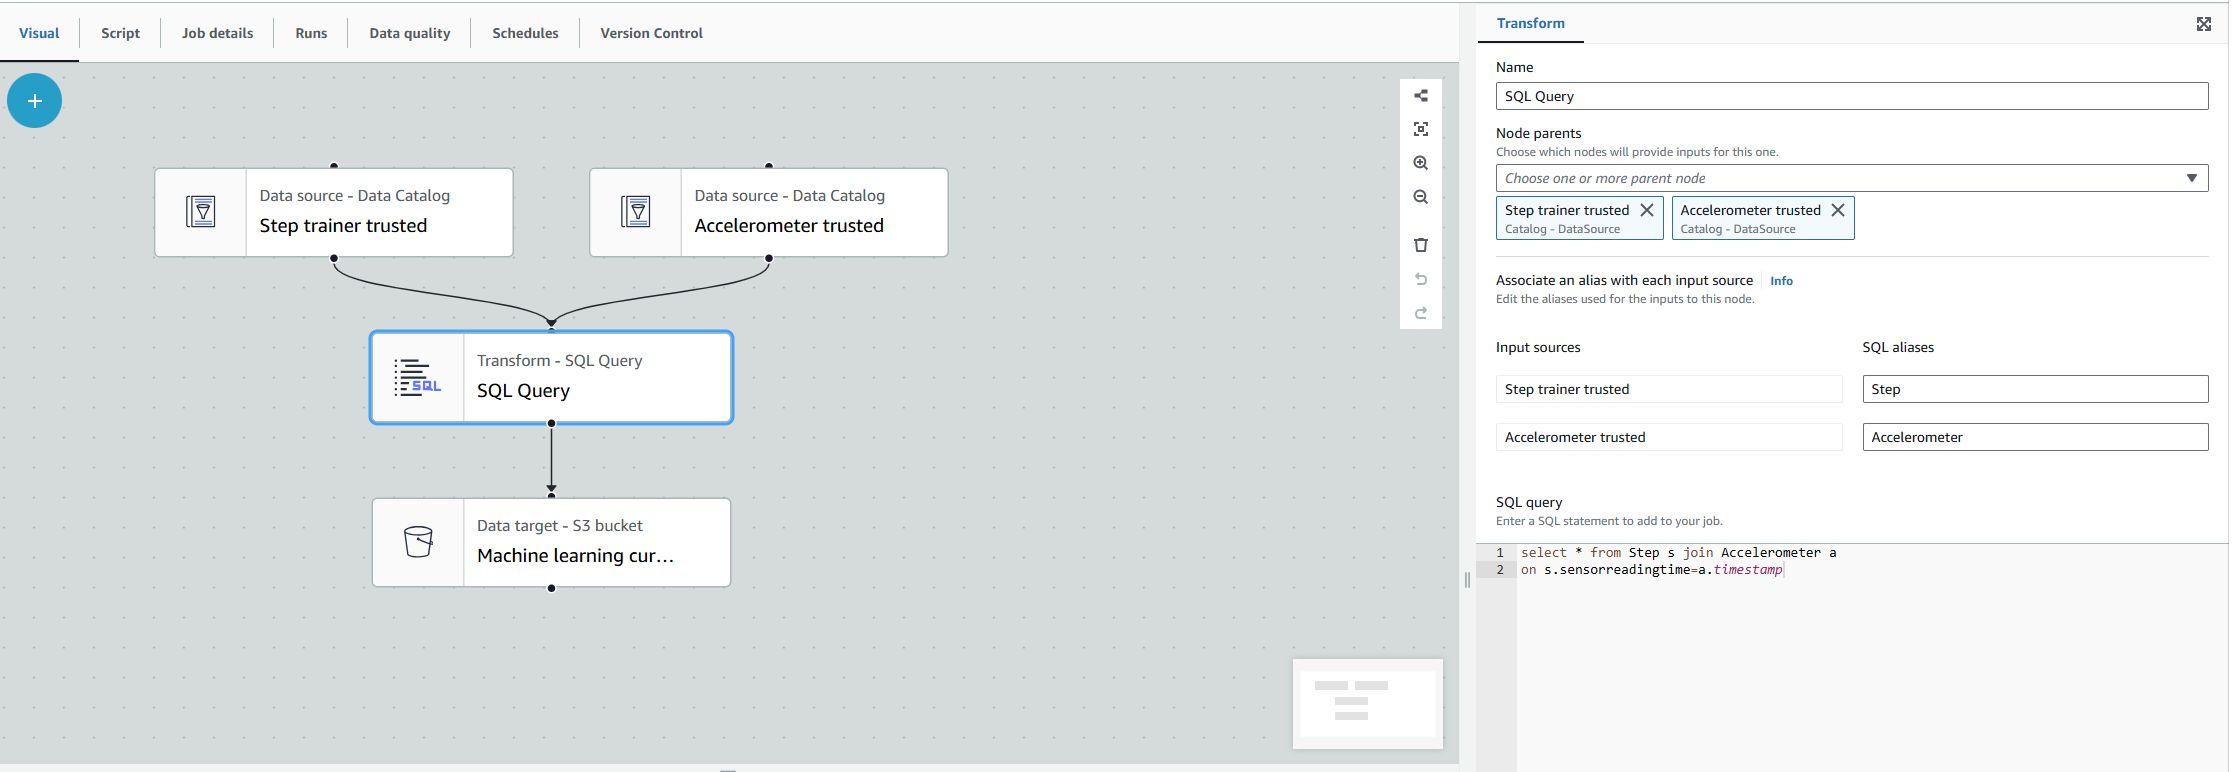 Visual Script Job details Runs Data quality Schedules Version Control
Data source - Data Catalog
Step trainer trusted
Data source - Data Catalog
Accelerometer trusted
Transform - SQL Query
SQL
SQL Query
Data target - S3 bucket
Machine learning cur...
Transform
Name
SQL Query
Node parents
Choose which nodes will provide inputs for this one.
Choose one or more parent node
Step trainer trusted
Catalog - DataSource
Accelerometer trusted
Catalog - DataSource
Associate an alias with each input source Info
Edit the aliases used for the inputs to this node.
Input sources SQL aliases
Step trainer trusted Step
Accelerometer trusted Accelerometer
SQL query
Enter a SQL statement to add to your job.
1 select * from Step s join Accelerometer a
2 on s.sensorreadingtime=a.timestamp